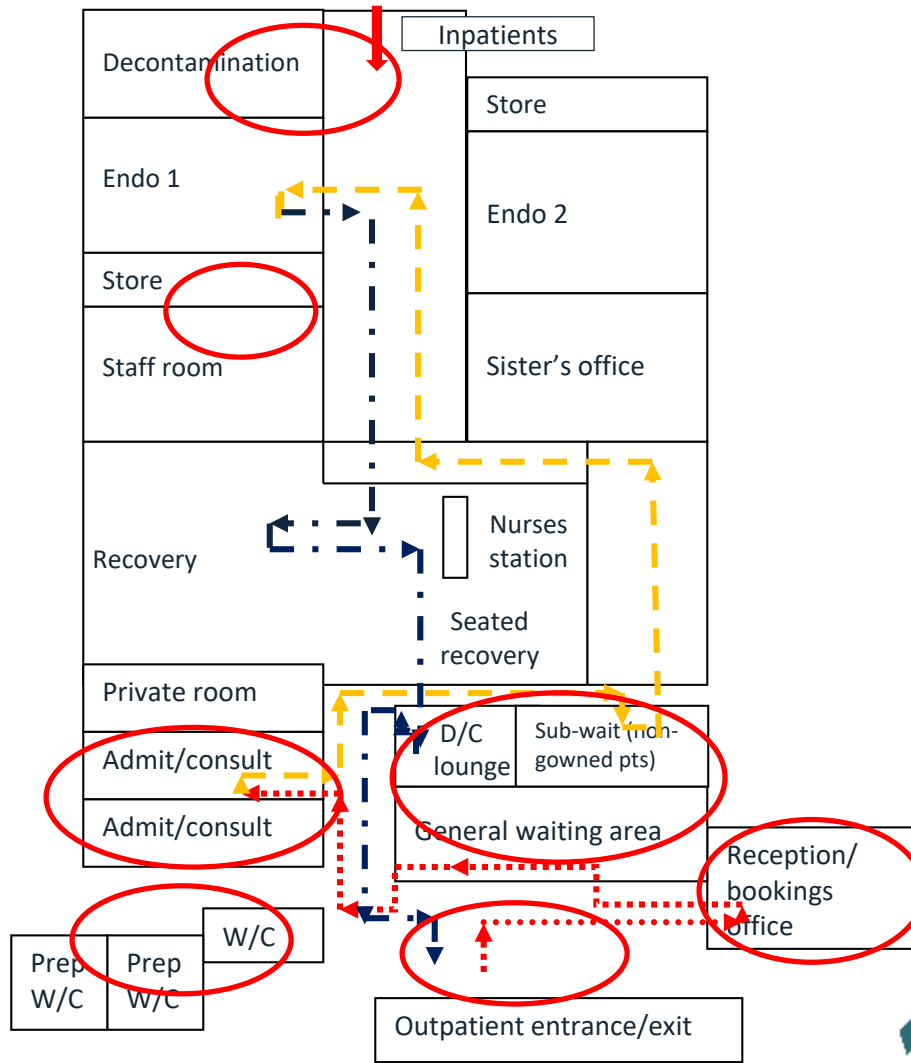 Inpatients
Decontamination
Store
Endo 1
Endo 2
Store
Staff room
Sister’s office
Recovery
Nurses
station
Seated
recovery
Private room
D/C
lounge
Sub-wait (non-
gowned pts)
Admit/consult
Admit/consult
General waiting area
Reception/
bookings
office
W/C
Prep
W/C
Prep
W/C
Outpatient entrance/exit